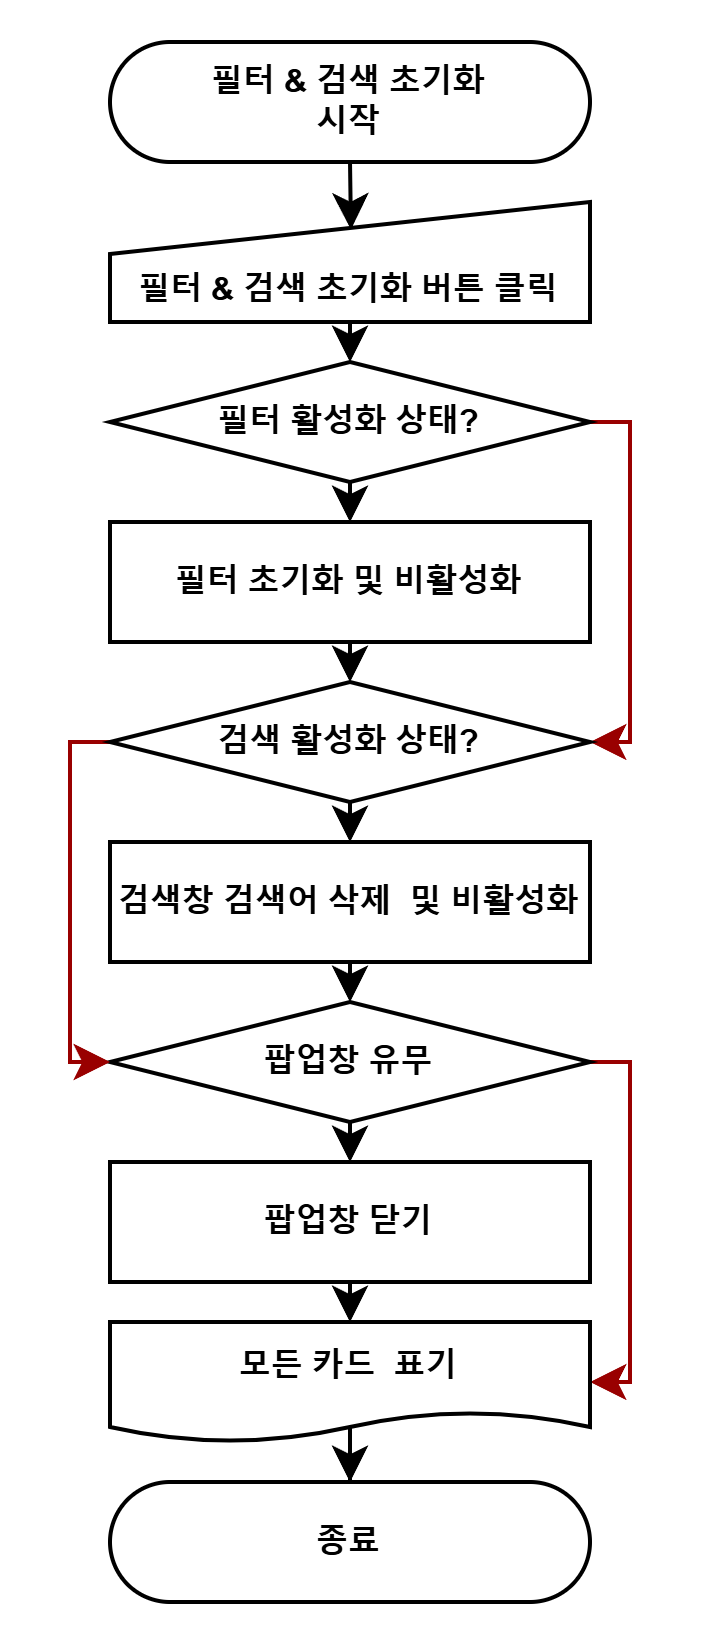 필터 & 검색 초기화
시작
필터 & 검색 초기화 버튼 클릭
필터 활성화 상태?
필터 초기화 및 비활성화
검색 활성화 상태?
검색창 검색어 삭제  및 비활성화
팝업창 유무
팝업창 닫기
모든 카드  표기
종료